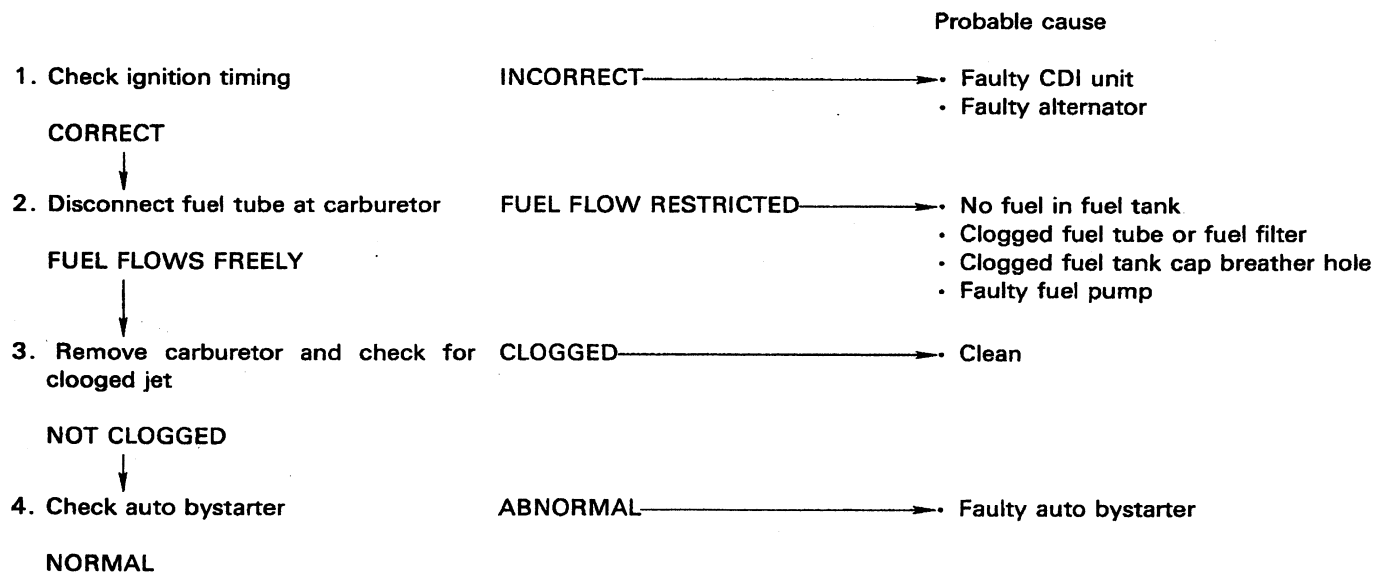 Probable cause
1. Check ignition timing INCORRECT • Faulty CDI unit
• Faulty alternator
CORRECT
2. Disconnect fuel tube at carburetor FUEL FLOW RESTRICTED • No fuel in fuel tank
• Clogged fuel tube or fuel filter
FUEL FLOWS FREELY • Clogged fuel tank cap breather hole
• Faulty fuel pump
3. Remove carburetor and check for CLOGGED • Clean
clooged jet
NOT CLOGGED
4. Check auto bystarter ABNORMAL • Faulty auto bystarter
NORMAL